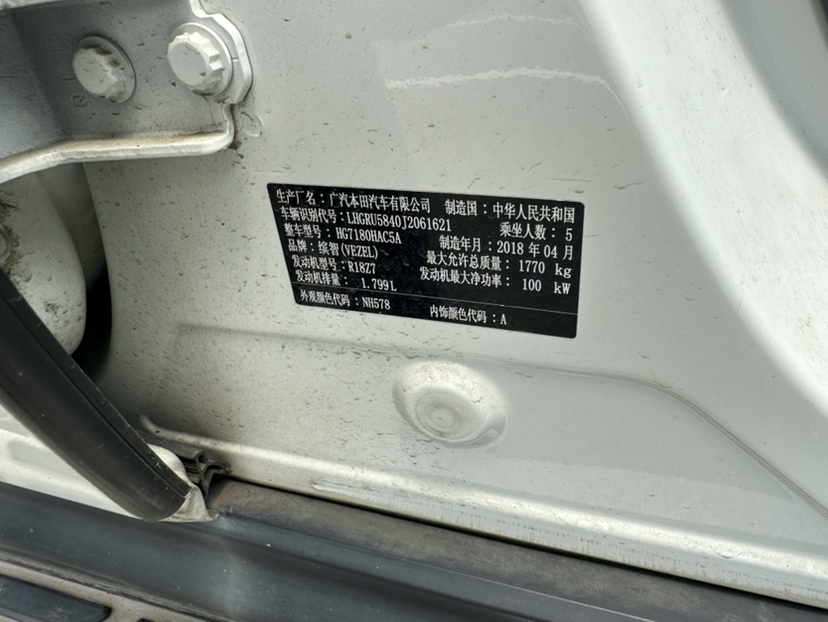 生产厂名：广汽本田汽车有限公司 制造国：中华人民共和国
车辆识别代号：LHGRU5840J2061621 乘坐人数：5
整车型号：HG7180HAC5A 制造年月：2018 年 04 月
品牌：缤智(VEZEL) 最大允许总质量：1770 kg
发动机型号：R18Z7 发动机最大净功率：100 kW
发动机排量：1.799L
外观颜色代码：NH578 内饰颜色代码：A